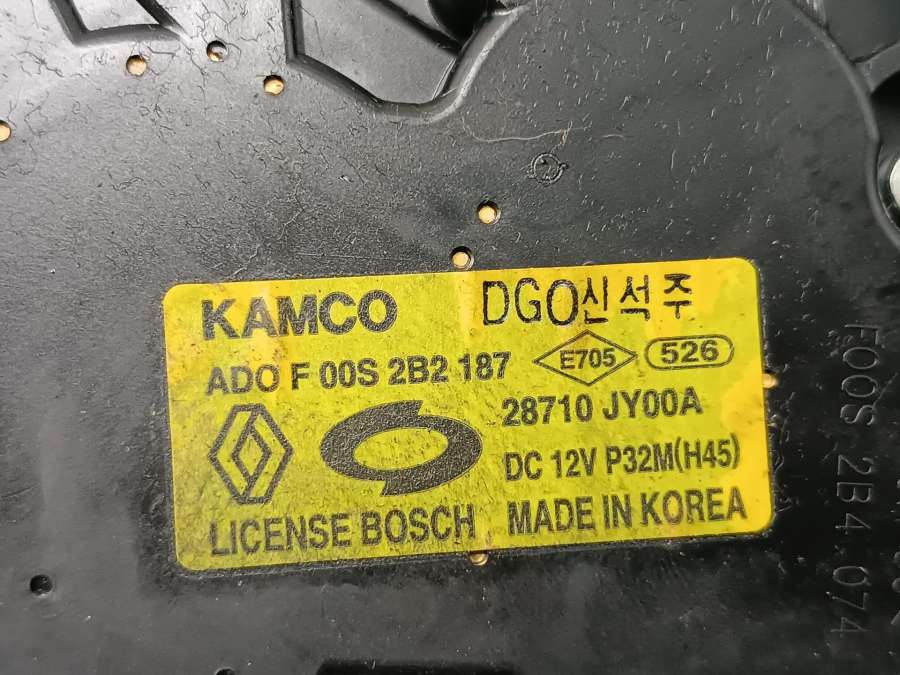 KAMCO DGO신석주
ADO F 00S 2B2 187 E705 526
28710 JY00A
DC 12V P32M(H45)
LICENSE BOSCH MADE IN KOREA
F00S 2B4 074